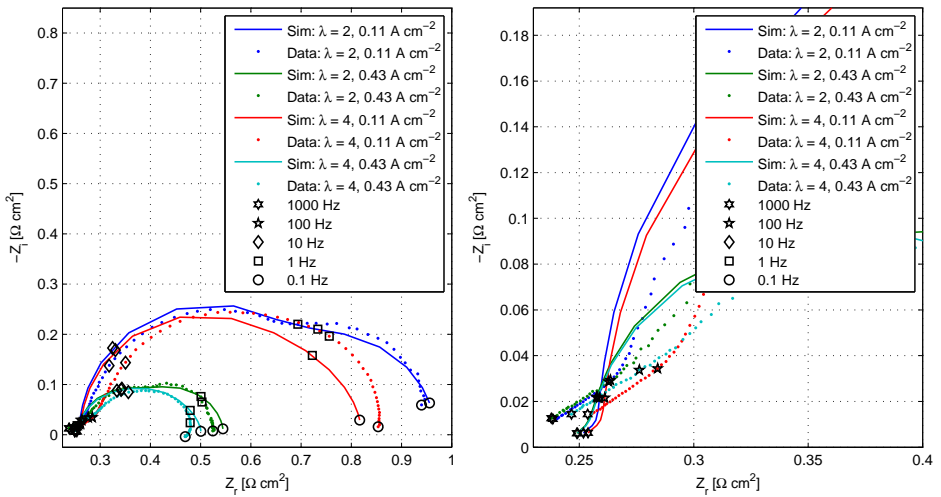 0.8
0.7
0.6
0.5
0.4
0.3
0.2
0.1
0
0.3 0.4 0.5 0.6 0.7 0.8 0.9 1
-Z_i [Ω cm²]
Z_r [Ω cm²]
Sim: λ = 2, 0.11 A cm⁻²
Data: λ = 2, 0.11 A cm⁻²
Sim: λ = 2, 0.43 A cm⁻²
Data: λ = 2, 0.43 A cm⁻²
Sim: λ = 4, 0.11 A cm⁻²
Data: λ = 4, 0.11 A cm⁻²
Sim: λ = 4, 0.43 A cm⁻²
Data: λ = 4, 0.43 A cm⁻²
1000 Hz
100 Hz
10 Hz
1 Hz
0.1 Hz
0.18
0.16
0.14
0.12
0.1
0.08
0.06
0.04
0.02
0
0.25 0.3 0.35 0.4
-Z_i [Ω cm²]
Z_r [Ω cm²]
Sim: λ = 2, 0.11 A cm⁻²
Data: λ = 2, 0.11 A cm⁻²
Sim: λ = 2, 0.43 A cm⁻²
Data: λ = 2, 0.43 A cm⁻²
Sim: λ = 4, 0.11 A cm⁻²
Data: λ = 4, 0.11 A cm⁻²
Sim: λ = 4, 0.43 A cm⁻²
Data: λ = 4, 0.43 A cm⁻²
1000 Hz
100 Hz
10 Hz
1 Hz
0.1 Hz